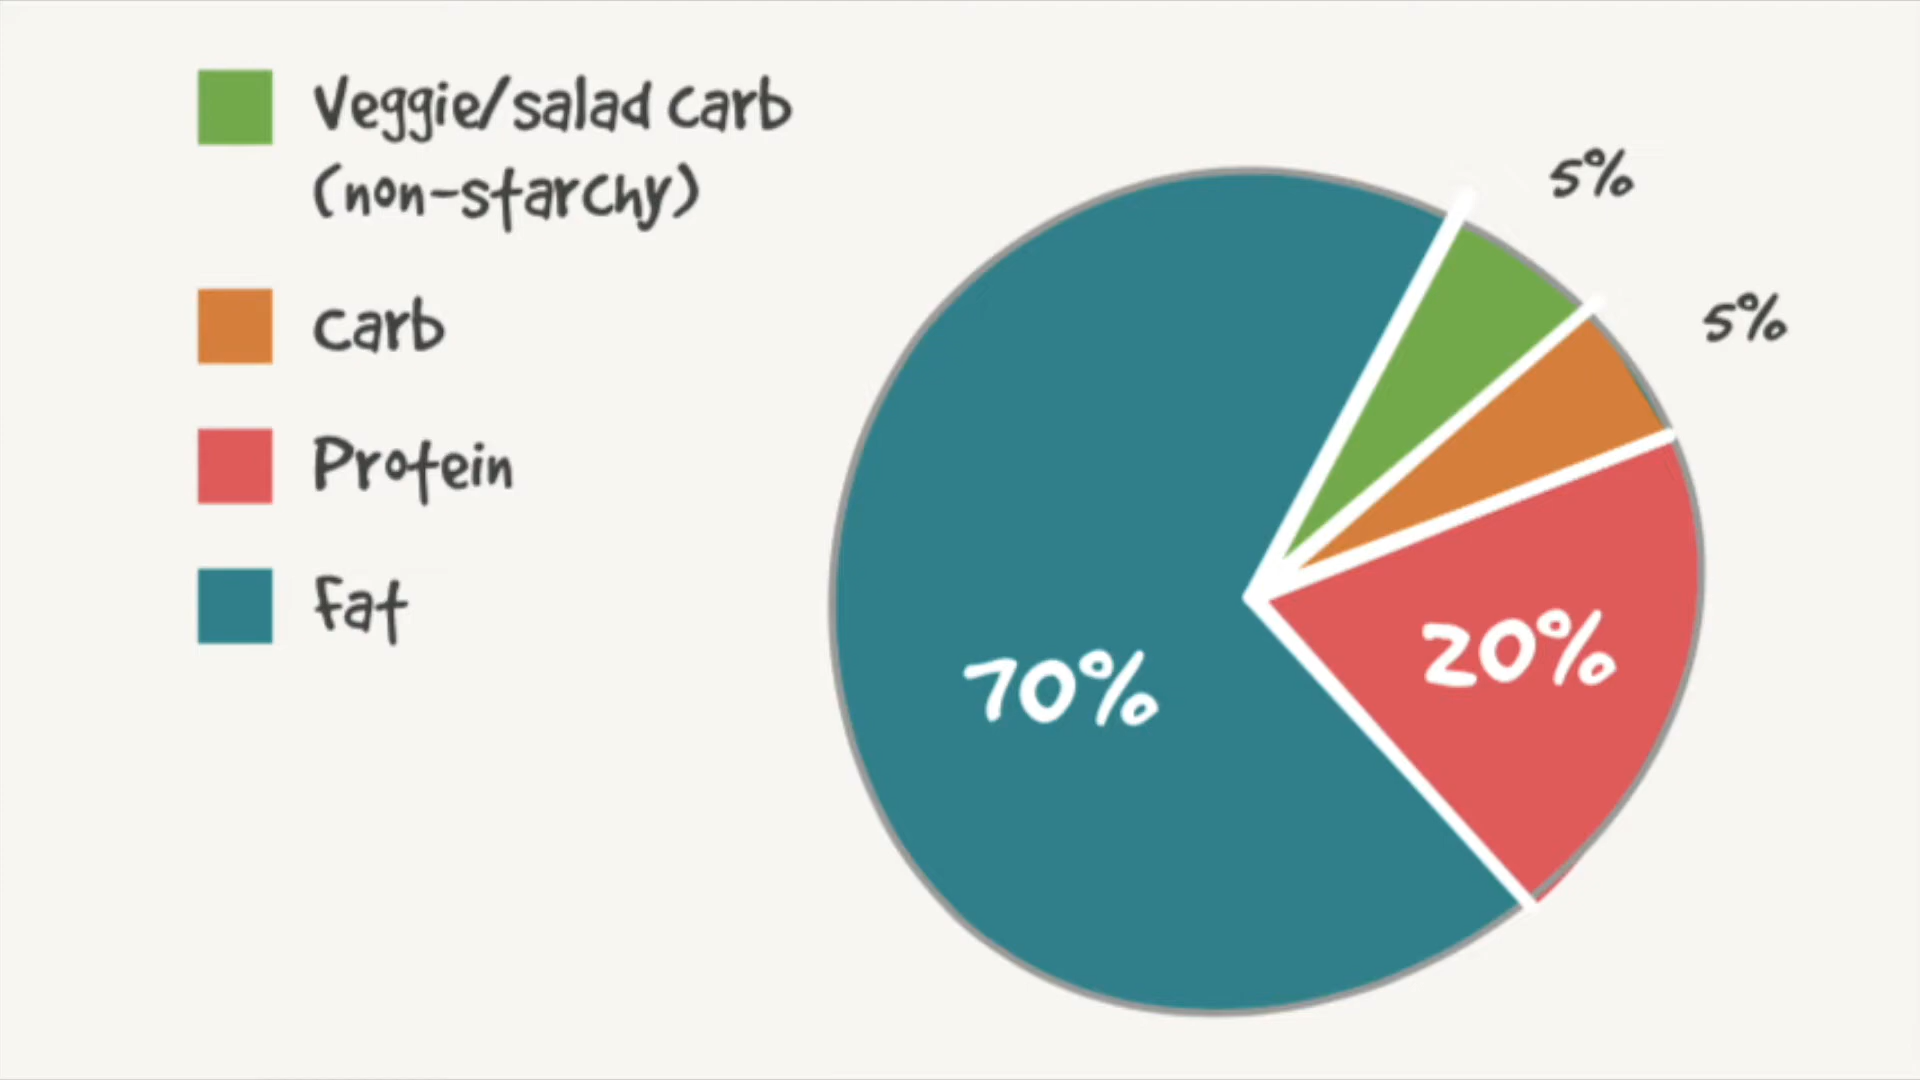 Veggie/salad carb
(non-starchy)
Carb
Protein
Fat
5%
5%
20%
70%